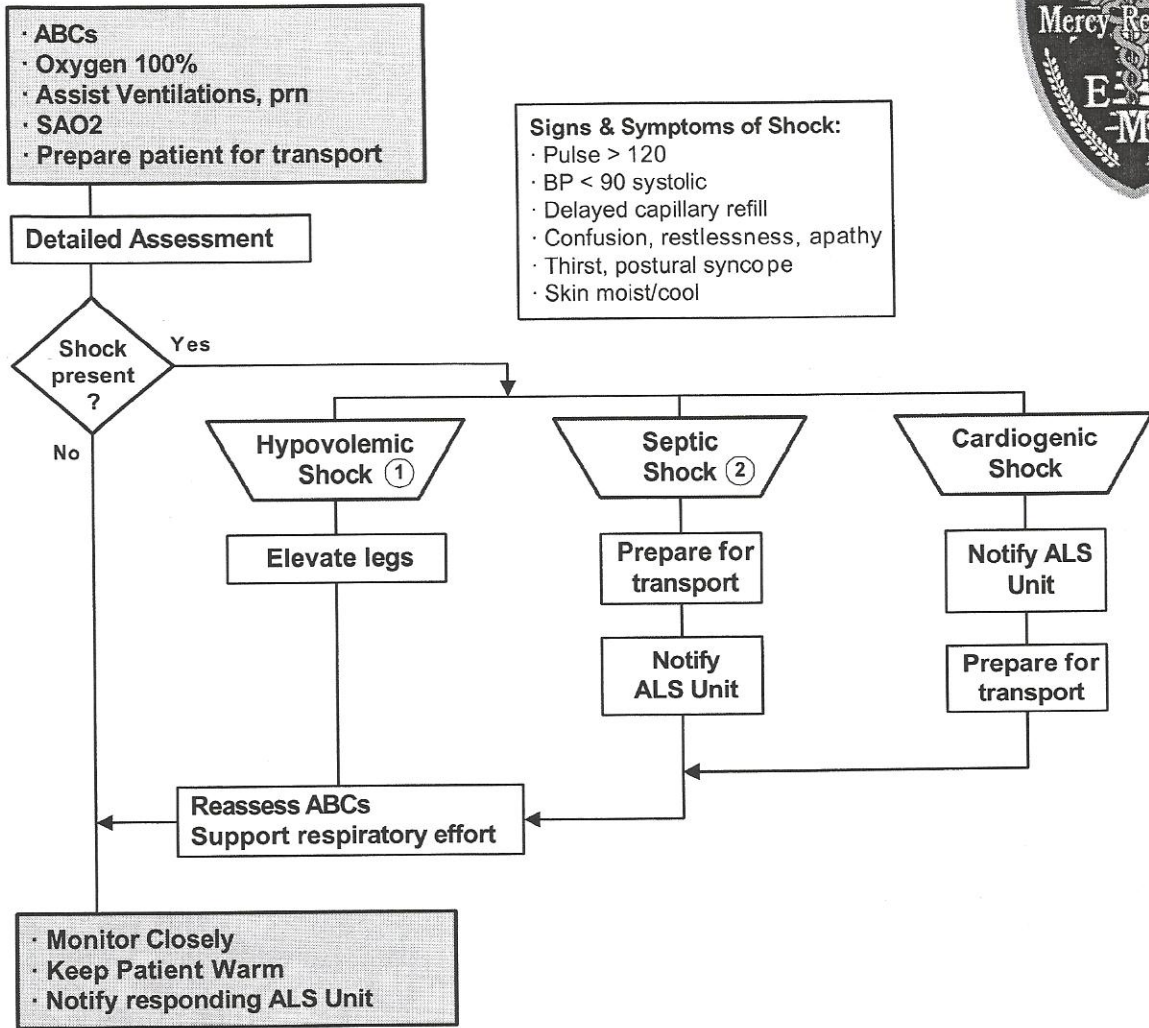 · ABCs
· Oxygen 100%
· Assist Ventilations, prn
· SAO2
· Prepare patient for transport
Mercy
E
M
Signs & Symptoms of Shock:
· Pulse > 120
· BP < 90 systolic
· Delayed capillary refill
· Confusion, restlessness, apathy
· Thirst, postural syncope
· Skin moist/cool
Detailed Assessment
Shock
present
?
Yes
No
Hypovolemic
Shock 1
Septic
Shock 2
Cardiogenic
Shock
Elevate legs
Prepare for
transport
Notify ALS
Unit
Notify
ALS Unit
Prepare for
transport
Reassess ABCs
Support respiratory effort
· Monitor Closely
· Keep Patient Warm
· Notify responding ALS Unit